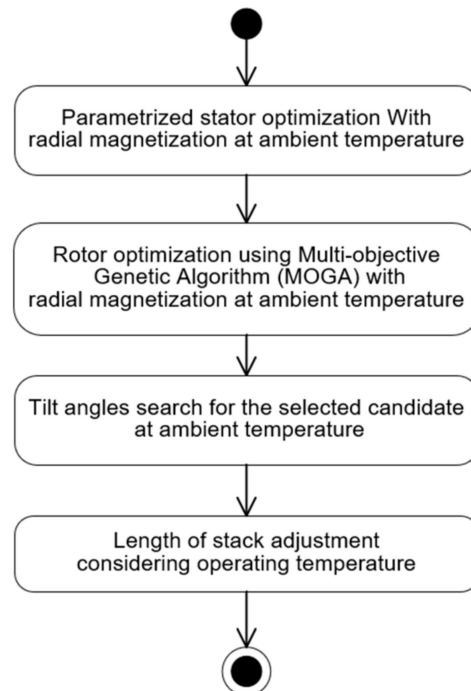 Parametrized stator optimization With
radial magnetization at ambient temperature
Rotor optimization using Multi-objective
Genetic Algorithm (MOGA) with
radial magnetization at ambient temperature
Tilt angles search for the selected candidate
at ambient temperature
Length of stack adjustment
considering operating temperature